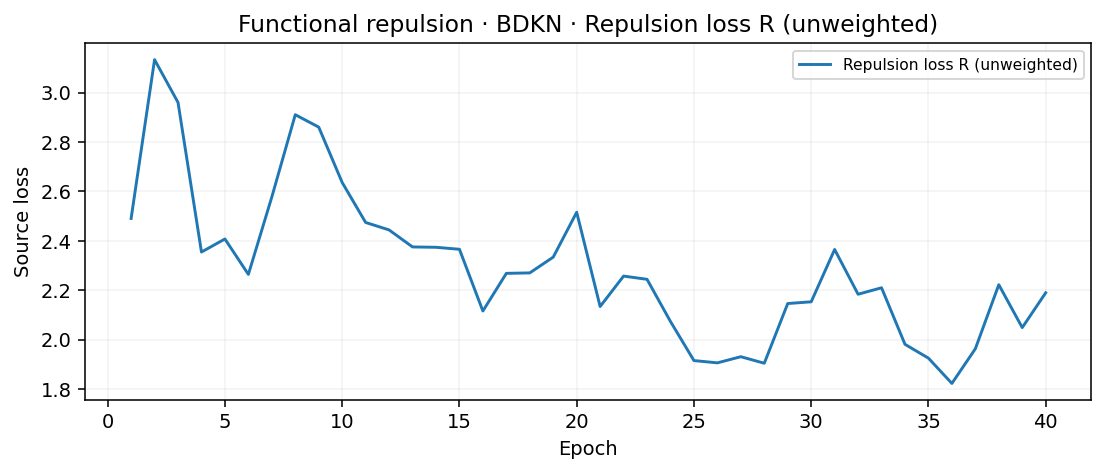 Functional repulsion · BDKN · Repulsion loss R (unweighted)
Repulsion loss R (unweighted)
Source loss
3.0
2.8
2.6
2.4
2.2
2.0
1.8
0 5 10 15 20 25 30 35 40
Epoch